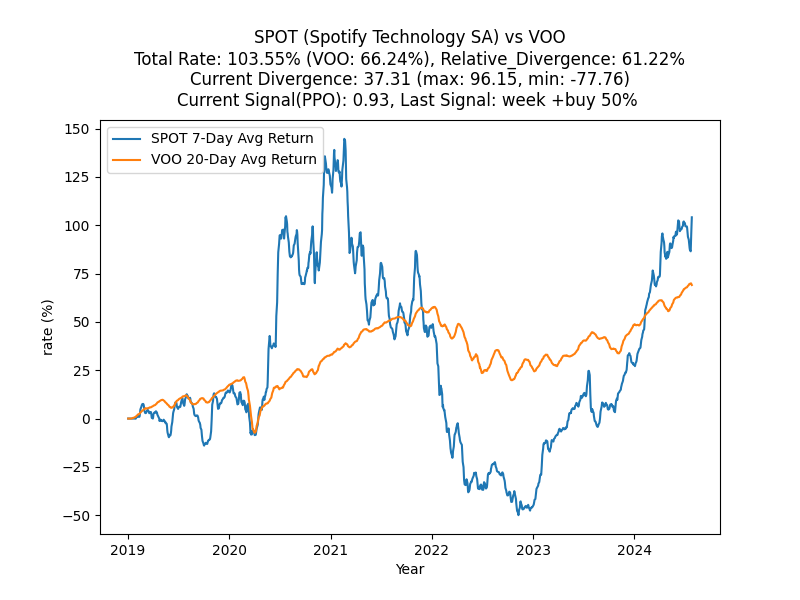 SPOT (Spotify Technology SA) vs VOO
Total Rate: 103.55% (VOO: 66.24%), Relative_Divergence: 61.22%
Current Divergence: 37.31 (max: 96.15, min: -77.76)
Current Signal(PPO): 0.93, Last Signal: week +buy 50%
SPOT 7-Day Avg Return
VOO 20-Day Avg Return
rate (%)
150
125
100
75
50
25
0
−25
−50
2019 2020 2021 2022 2023 2024
Year